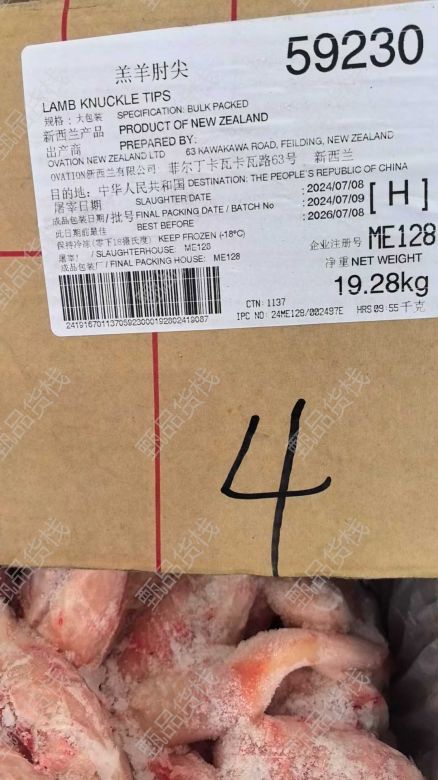 羔羊肘尖
59230
LAMB KNUCKLE TIPS
规格：大包装 SPECIFICATION: BULK PACKED
新西兰产品 PRODUCT OF NEW ZEALAND
出产商 PREPARED BY:
OVATION NEW ZEALAND LTD 63 KAWAKAWA ROAD, FEILDING, NEW ZEALAND
OVATION新西兰有限公司 菲尔丁卡瓦卡瓦路63号 新西兰
目的地：中华人民共和国 DESTINATION: THE PEOPLE'S REPUBLIC OF CHINA
屠宰日期 SLAUGHTER DATE : 2024/07/08
成品包装日期/批号 FINAL PACKING DATE / BATCH No : 2024/07/09
此日期前最佳 BEST BEFORE : 2026/07/08
[H]
保持冷冻(零下18摄氏度) KEEP FROZEN (-18°C)
屠宰厂 / SLAUGHTERHOUSE: ME128
成品包装厂 / FINAL PACKING HOUSE: ME128
企业注册号 ME128
净重 NET WEIGHT
19.28kg
千克
CTN: 1137
IPC NO: 24ME128/002497E HRS 09:55
24191670113705923000192802419087
4
甄品货栈